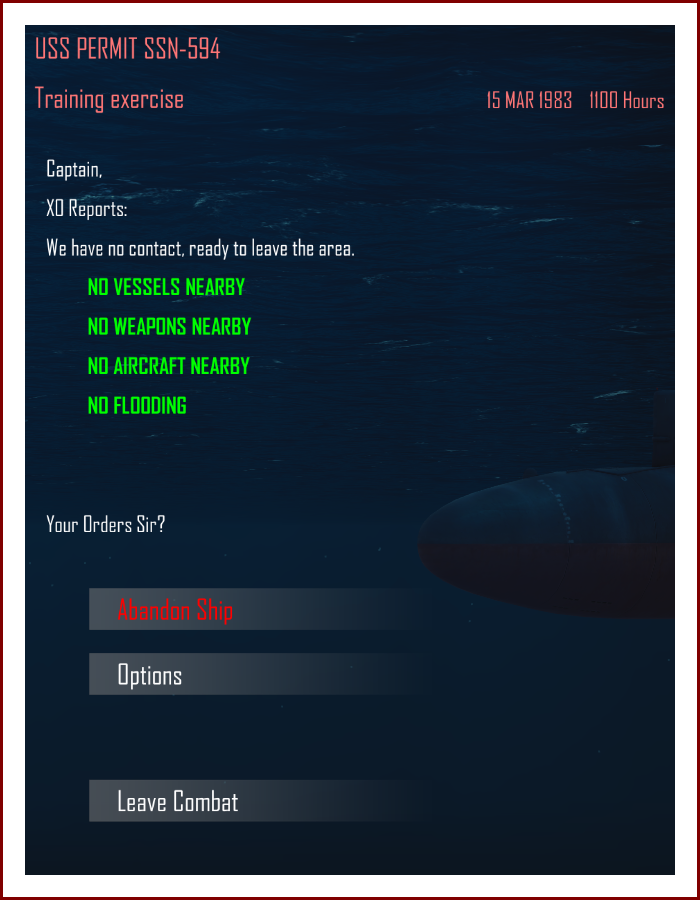 USS PERMIT SSN-594
Training exercise
15 MAR 1983 1100 Hours
Captain,
XO Reports:
We have no contact, ready to leave the area.
NO VESSELS NEARBY
NO WEAPONS NEARBY
NO AIRCRAFT NEARBY
NO FLOODING
Your Orders Sir?
Abandon Ship
Options
Leave Combat